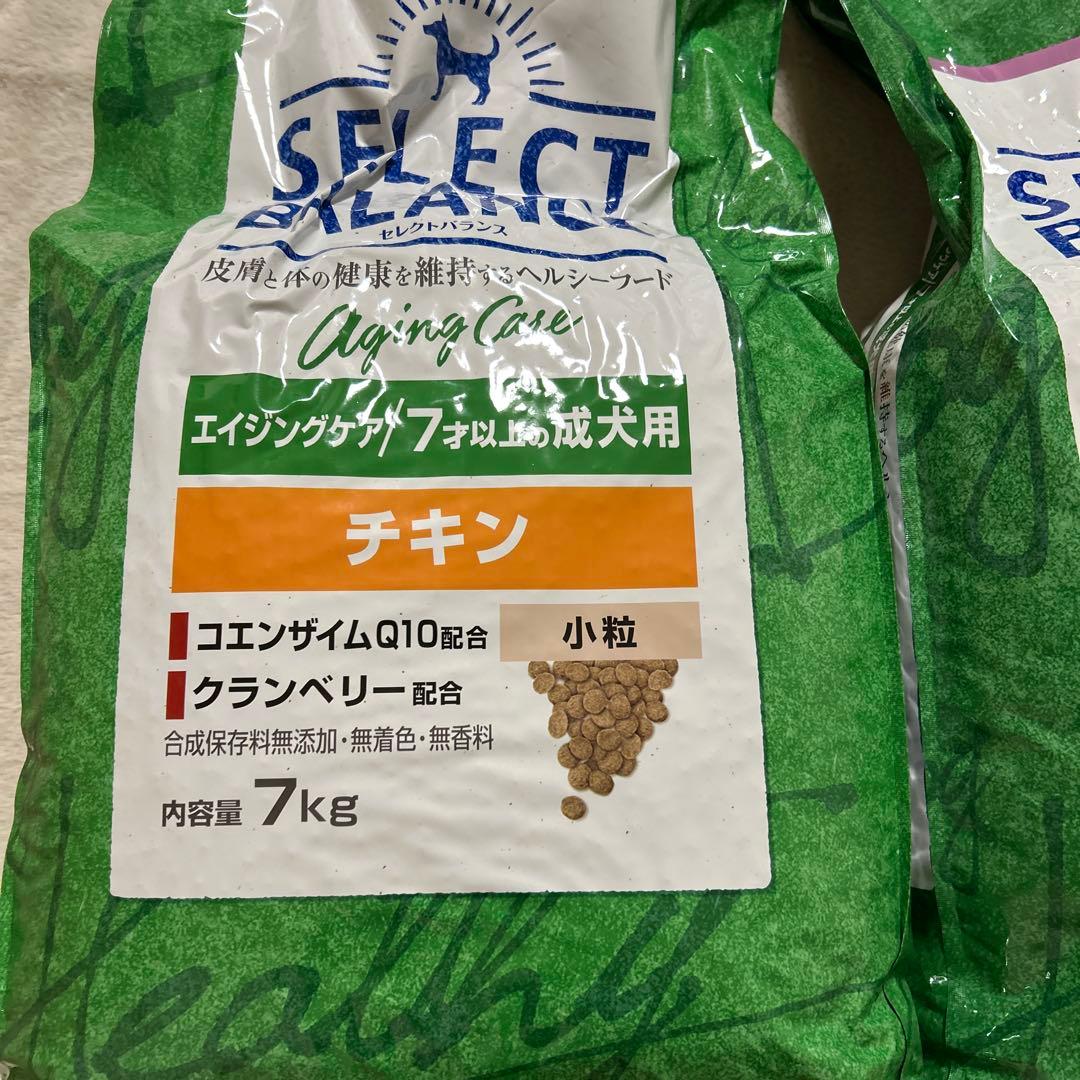 SELECT
BALANCE
セレクトバランス
皮膚と体の健康を維持するヘルシーフード
Aging Care
エイジングケア/7才以上の成犬用
チキン
コエンザイムQ10配合
小粒
クランベリー配合
合成保存料無添加・無着色・無香料
内容量 7kg
Healthy